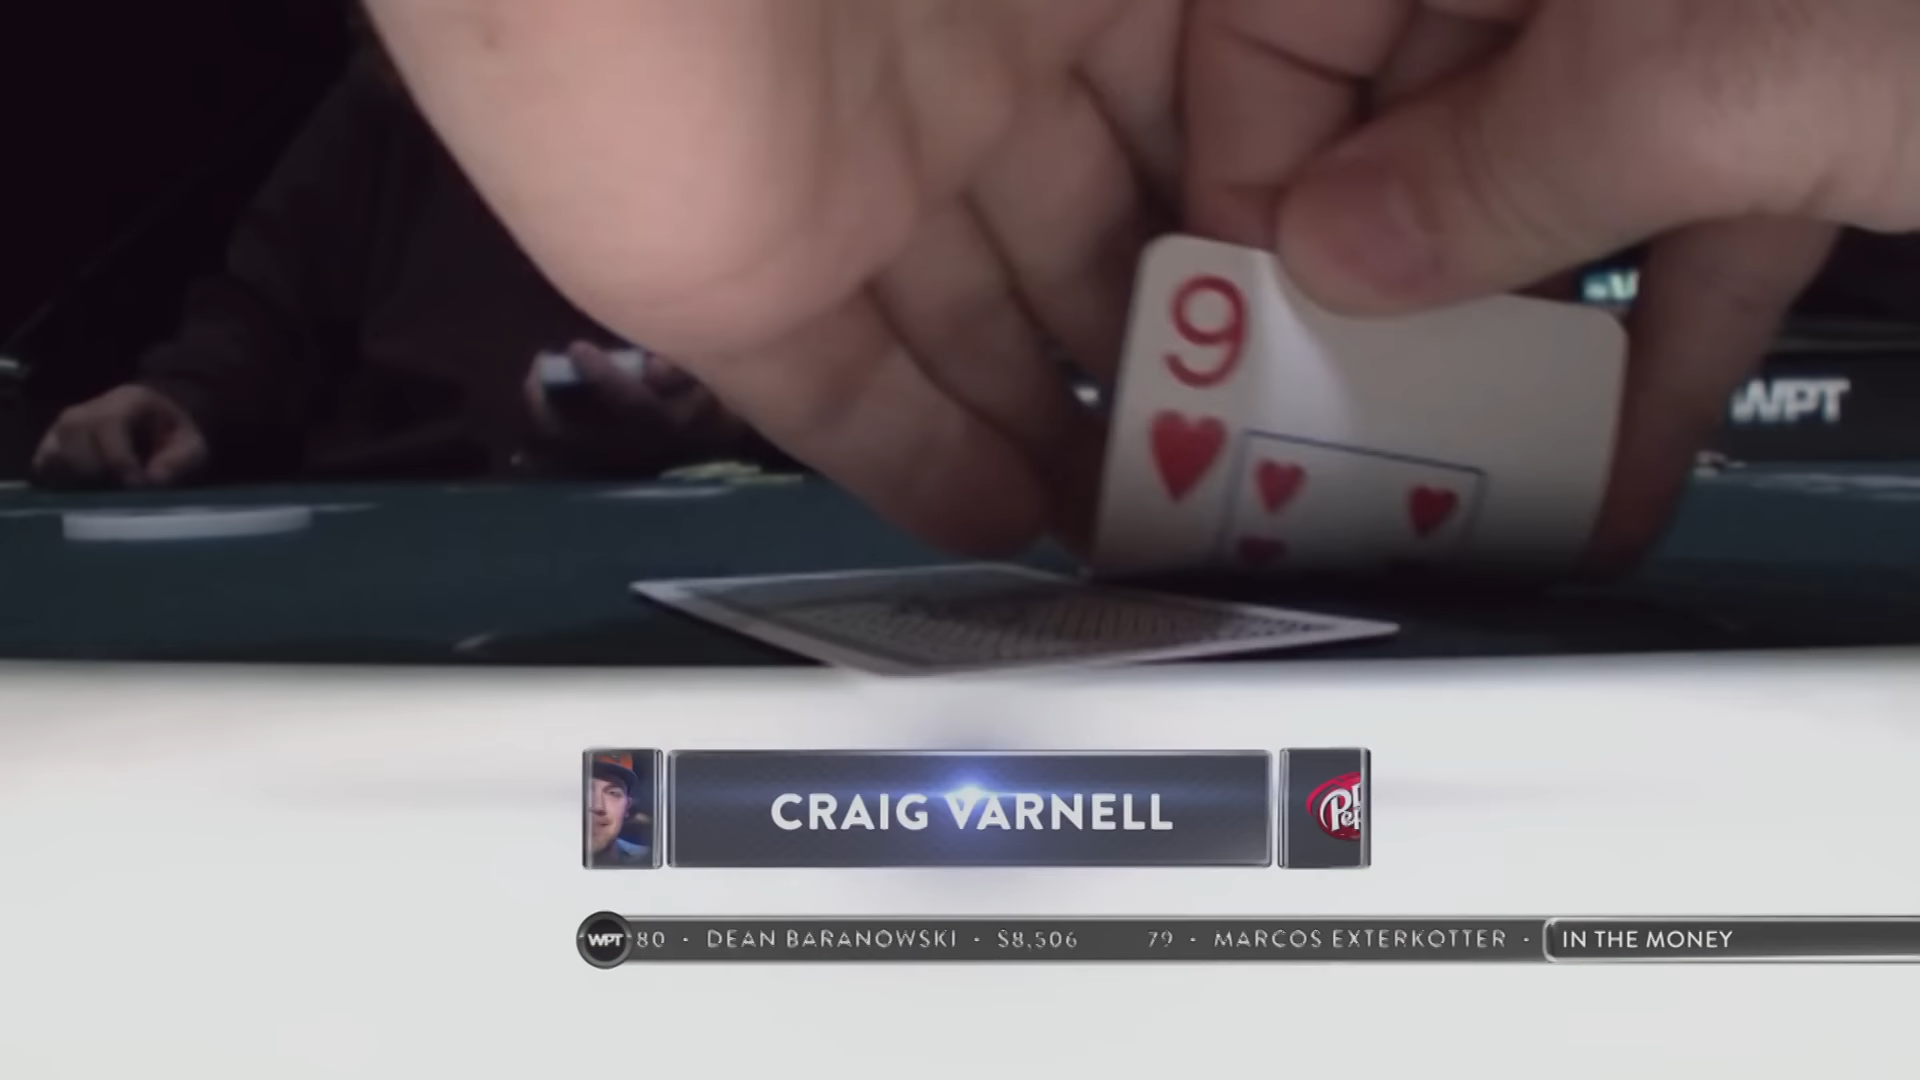 9
WPT
CRAIG VARNELL
WPT 80 · DEAN BARANOWSKI · $8,506 79 · MARCOS EXTERKOTTER · IN THE MONEY